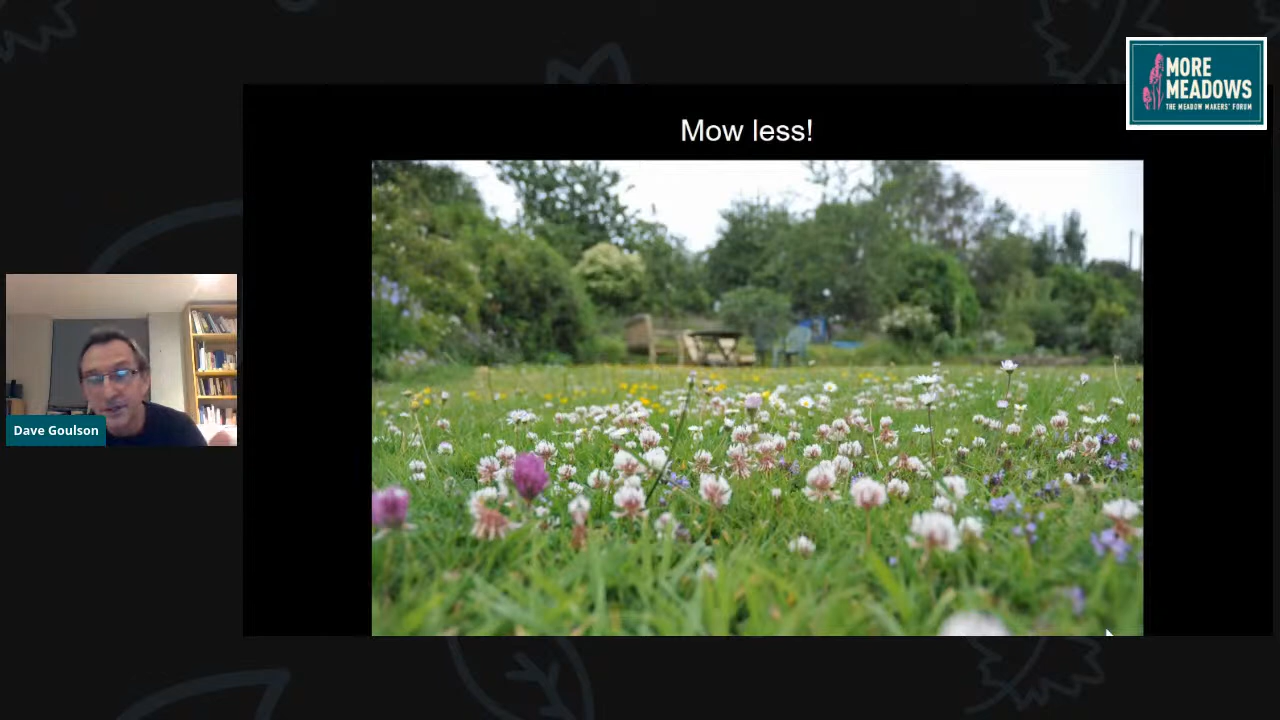 MORE
MEADOWS
THE MEADOW MAKERS' FORUM
Mow less!
Dave Goulson